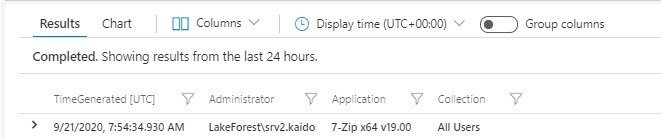 Results Chart Columns Display time (UTC+00:00) Group columns
Completed. Showing results from the last 24 hours.
TimeGenerated [UTC] Administrator Application Collection
9/21/2020, 7:54:34.930 AM LakeForest\srv2.kaido 7-Zip x64 v19.00 All Users